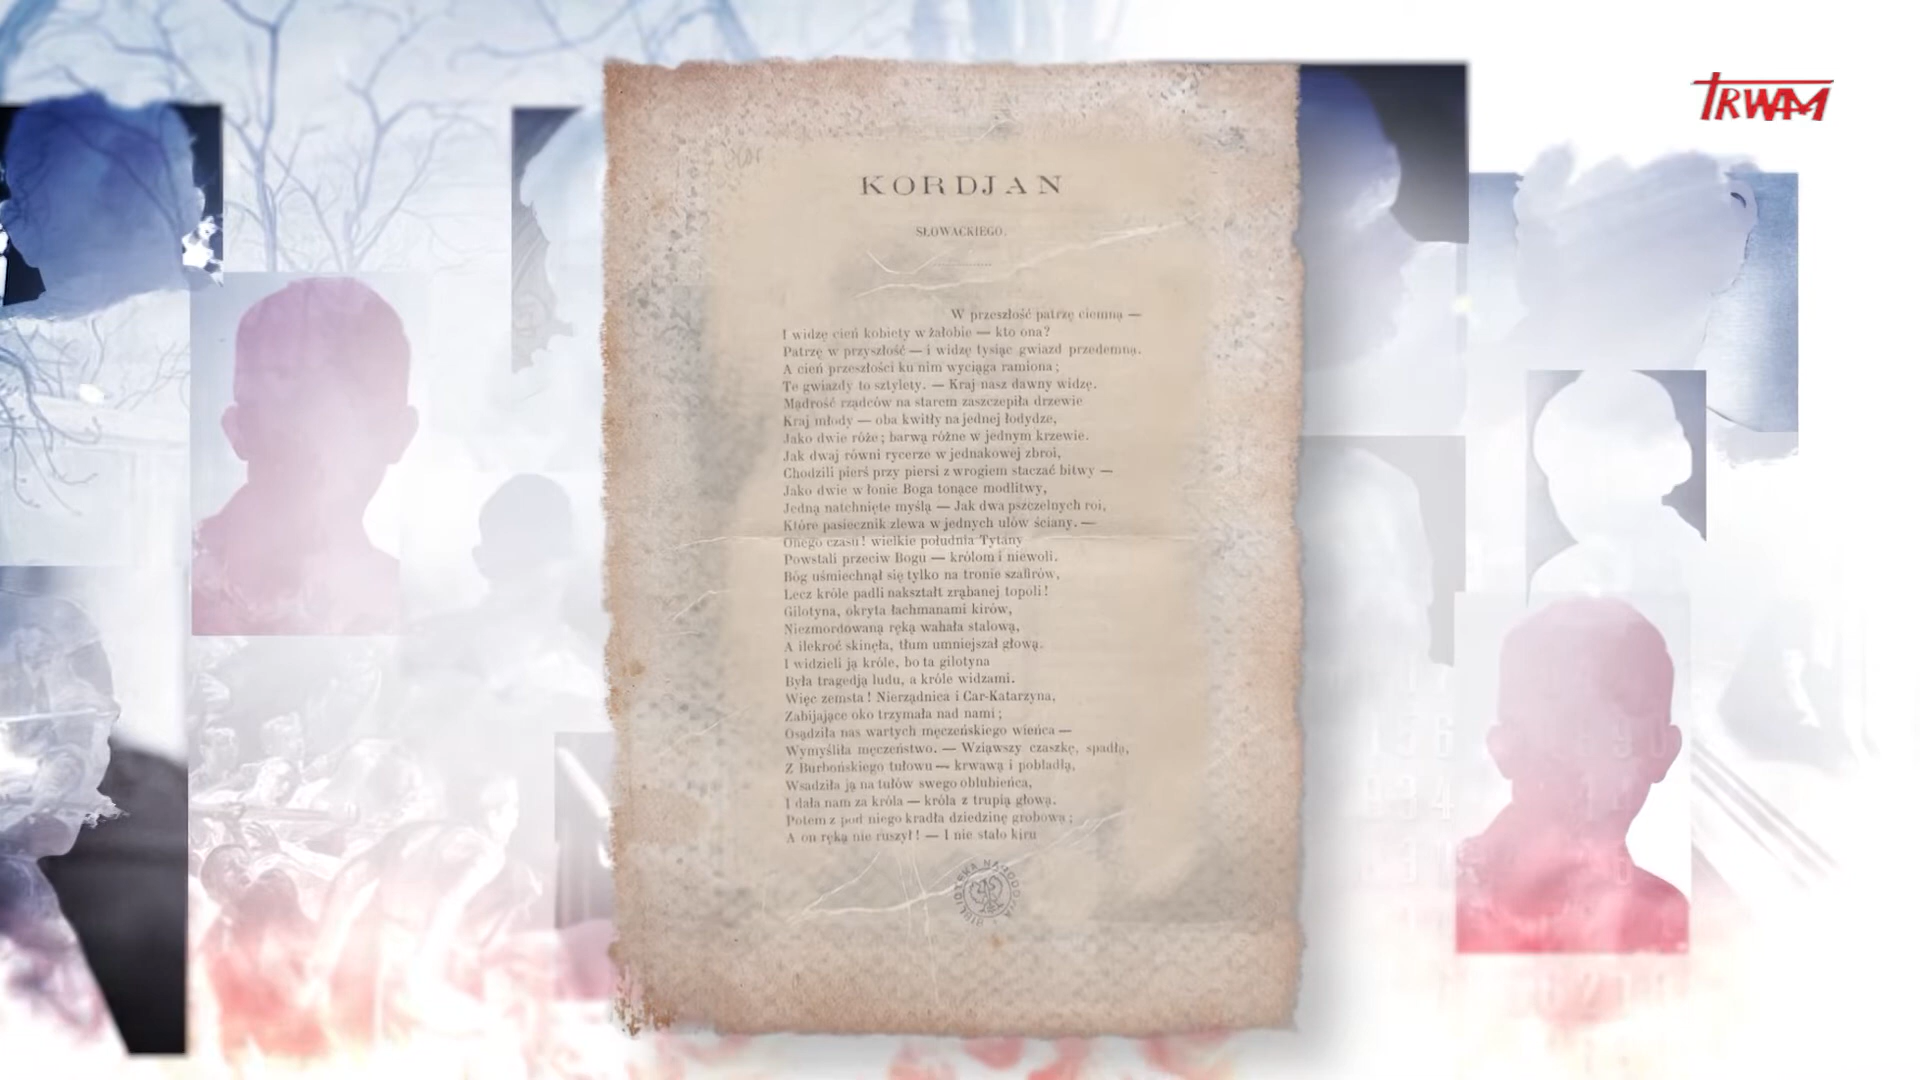 TRWAM
KORDJAN
SŁOWACKIEGO.
W przeszłość patrzę ciemną —
I widzę cień kobiety w żałobie — kto ona?
Patrzę w przyszłość — i widzę tysiąc gwiazd przedemną.
A cień przeszłości ku nim wyciąga ramiona;
Te gwiazdy to sztylety. — Kraj nasz dawny widzę.
Mądrość rządców na starem zaszczepiła drzewie
Kraj młody — oba kwitły na jednej łodydze,
Jako dwie róże; barwą różne w jednym krzewie.
Jak dwaj równi rycerze w jednakowéj zbroi,
Chodzili pierś przy piersi z wrogiem staczać bitwy —
Jako dwie w łonie Boga tonące modlitwy,
Jedną natchnięte myślą — Jak dwa pszczelnych roi,
Które pasiecznik zlewa w jednych ulów ściany. —
Onego czasu! wielkie południa Tytany
Powstali przeciw Bogu — królom i niewoli.
Bóg uśmiechnął się tylko na tronie szafirów,
Lecz króle padli nakształt zrąbanej topoli!
Gilotyna, okryta łachmanami kirów,
Niezmordowaną ręką wahała stalową,
A ilekroć skinęła, tłum umniejszał głową.
I widzieli ją króle, bo ta gilotyna
Była tragedją ludu, a króle widzami.
Więc zemsta! Nierządnica i Car-Katarzyna,
Zabijające oko trzymała nad nami;
Osądziła nas wartych męczeńskiego wieńca —
Wymyśliła męczeństwo. — Wziąwszy czaszkę, spadłą,
Z Burbońskiego tułowu — krwawą i pobladłą,
Wsadziła ją na tułów swego oblubieńca,
I dała nam za króla — króla z trupią głową.
Potem z pod niego kradła dziedzinę grobową;
A on ręką nie ruszył! — I nie stało kiru
BIBLIOTEKA NARODOWA